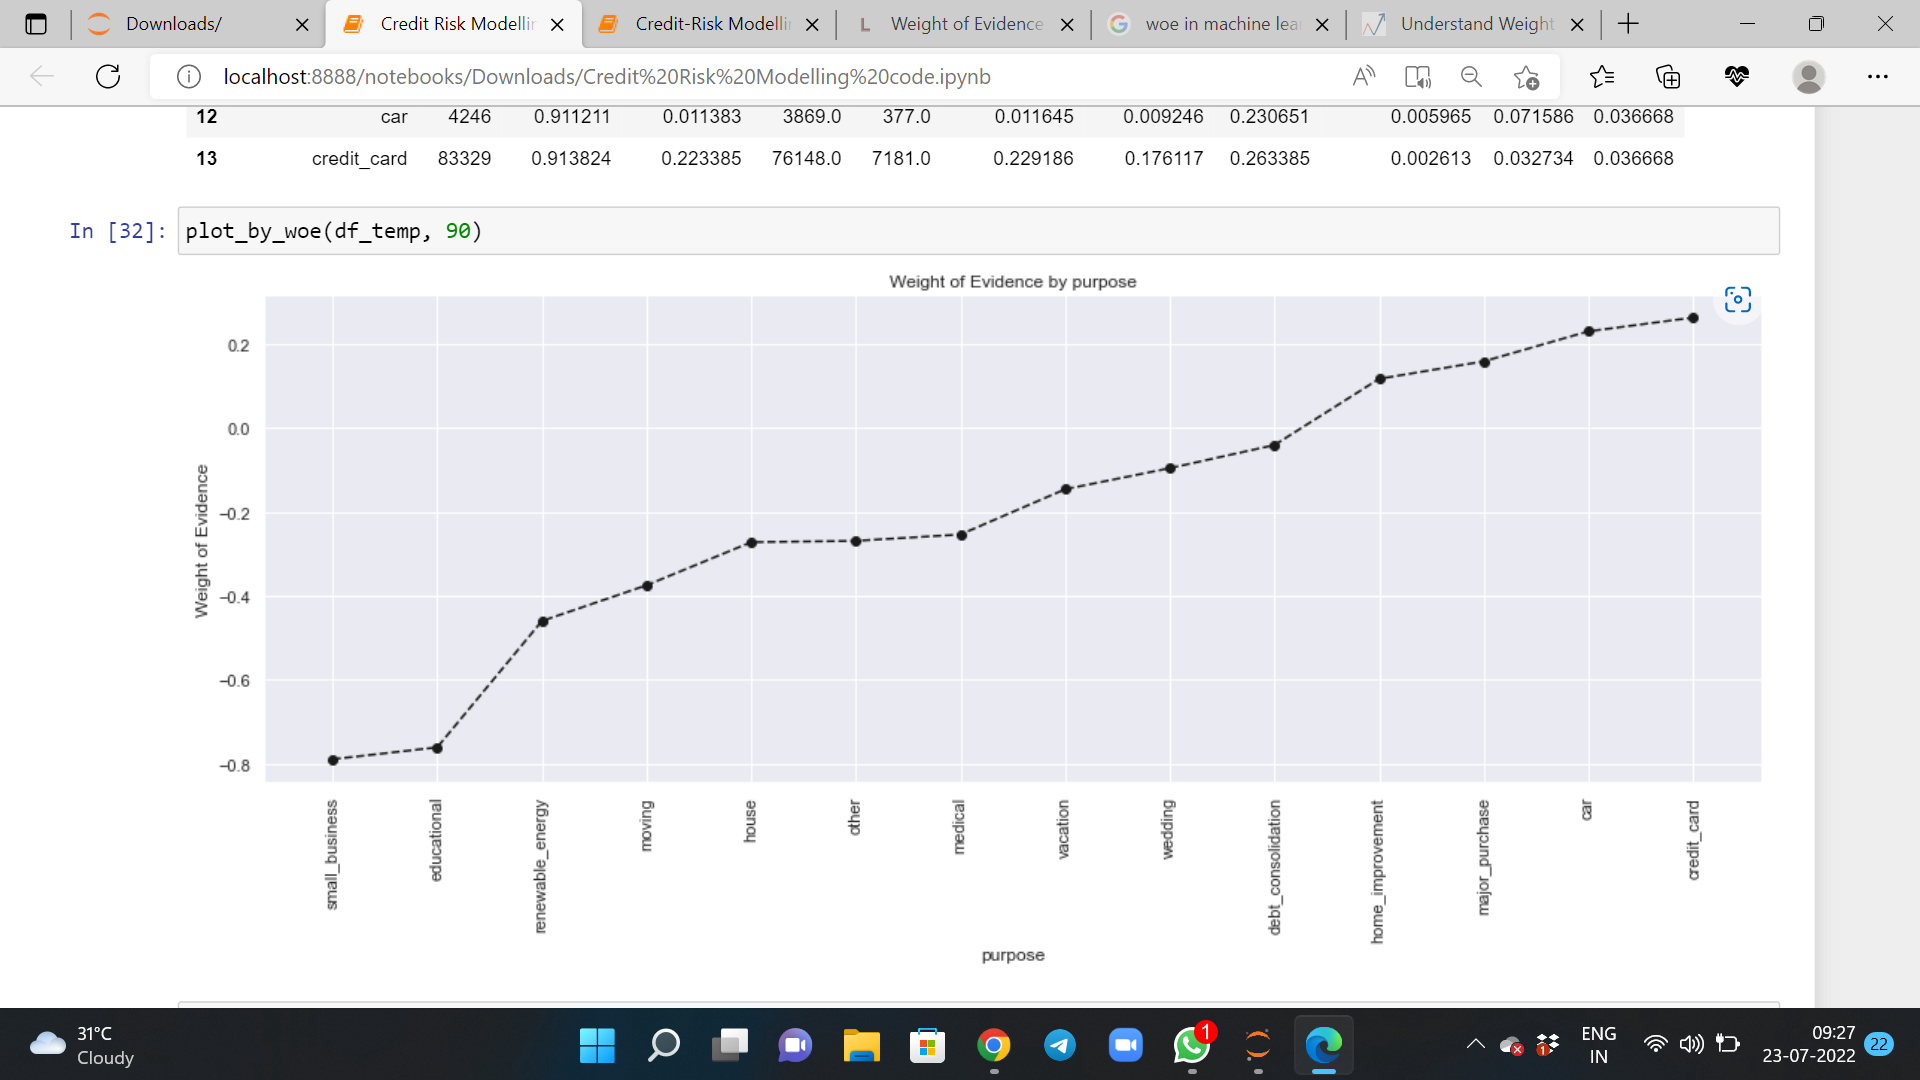 Downloads/
Credit Risk Modellin
Credit-Risk Modellin
L Weight of Evidence
woe in machine lea
Understand Weight
localhost:8888/notebooks/Downloads/Credit%20Risk%20Modelling%20code.ipynb
12 car 4246 0.911211 0.011383 3869.0 377.0 0.011645 0.009246 0.230651 0.005965 0.071586 0.036668
13 credit_card 83329 0.913824 0.223385 76148.0 7181.0 0.229186 0.176117 0.263385 0.002613 0.032734 0.036668
In [32]: plot_by_woe(df_temp, 90)
Weight of Evidence by purpose
0.2
0.0
−0.2
−0.4
−0.6
−0.8
Weight of Evidence
small_business
educational
renewable_energy
moving
house
other
medical
vacation
wedding
debt_consolidation
home_improvement
major_purchase
car
credit_card
purpose
31°C
Cloudy
1
1
ENG
IN
09:27
23-07-2022
22